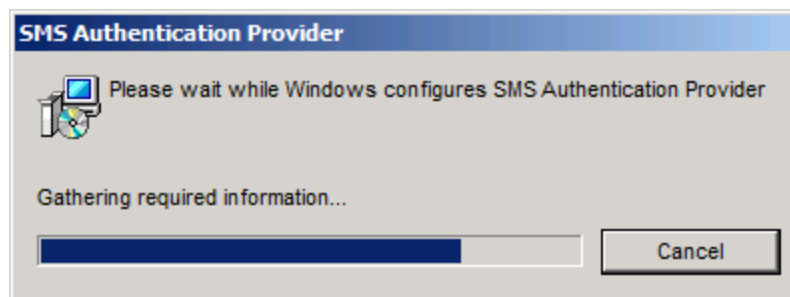 SMS Authentication Provider
Please wait while Windows configures SMS Authentication Provider
Gathering required information...
Cancel